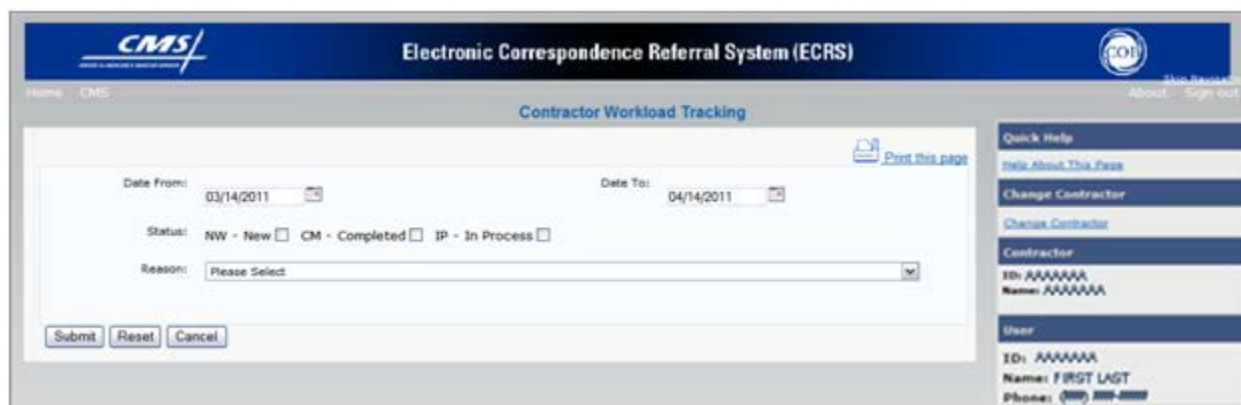 CMS
Electronic Correspondence Referral System (ECRS)
COB
Skip Navigation
Home CMS
About Sign out
Contractor Workload Tracking
Print this page
Date From: 03/14/2011 Date To: 04/14/2011
Status: NW - New CM - Completed IP - In Process
Reason: Please Select
Submit Reset Cancel
Quick Help
Help About This Page
Change Contractor
Change Contractor
Contractor
ID: AAAAAAA
Name: AAAAAAA
User
ID: AAAAAAA
Name: FIRST LAST
Phone: